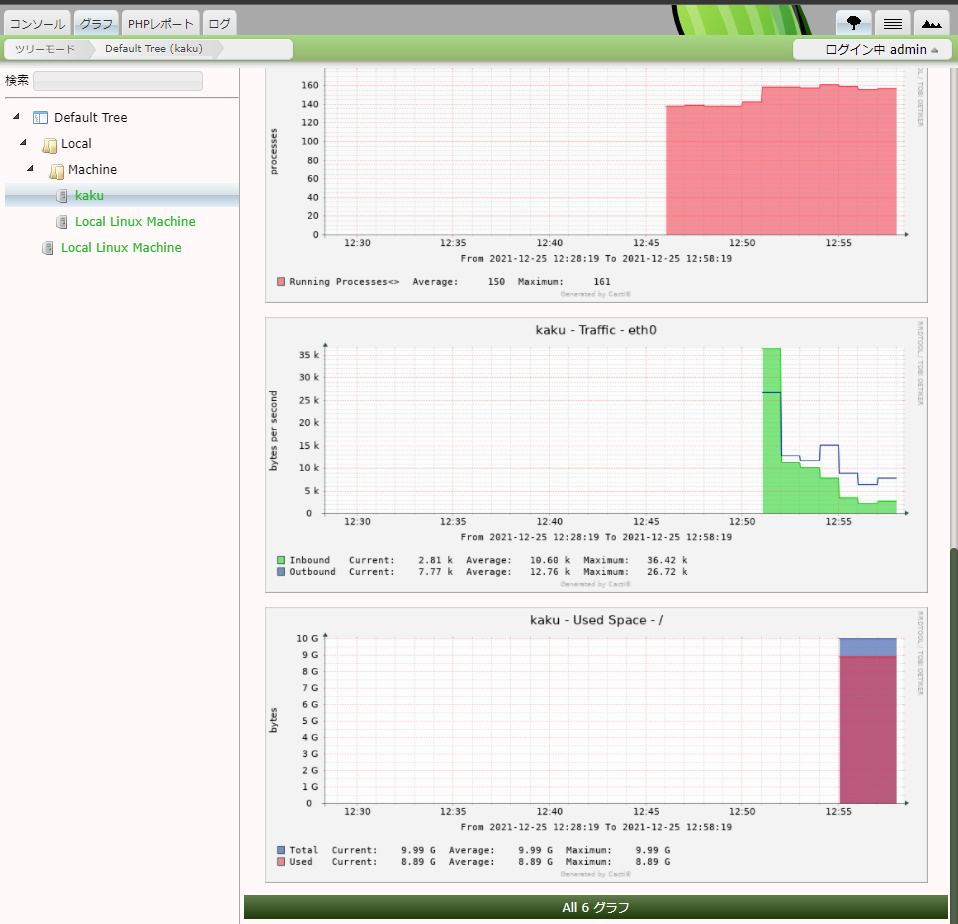 コンソール グラフ PHPレポート ログ
ツリーモード Default Tree (kaku) ログイン中 admin
検索
Default Tree
Local
Machine
kaku
Local Linux Machine
Local Linux Machine
160
140
120
100
80
60
40
20
0
processes
12:30 12:35 12:40 12:45 12:50 12:55
From 2021-12-25 12:28:19 To 2021-12-25 12:58:19
Running Processes<> Average: 150 Maximum: 161
Generated by Cacti®
kaku - Traffic - eth0
RRDTOOL / TOBI OETIKER
35 k
30 k
25 k
20 k
15 k
10 k
5 k
0
bytes per second
12:30 12:35 12:40 12:45 12:50 12:55
From 2021-12-25 12:28:19 To 2021-12-25 12:58:19
Inbound Current: 2.81 k Average: 10.60 k Maximum: 36.42 k
Outbound Current: 7.77 k Average: 12.76 k Maximum: 26.72 k
Generated by Cacti®
kaku - Used Space - /
RRDTOOL / TOBI OETIKER
10 G
9 G
8 G
7 G
6 G
5 G
4 G
3 G
2 G
1 G
0
bytes
12:30 12:35 12:40 12:45 12:50 12:55
From 2021-12-25 12:28:19 To 2021-12-25 12:58:19
Total Current: 9.99 G Average: 9.99 G Maximum: 9.99 G
Used Current: 8.89 G Average: 8.89 G Maximum: 8.89 G
Generated by Cacti®
All 6 グラフ